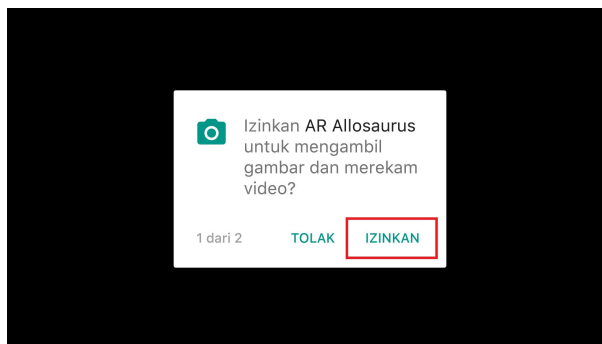 Izinkan AR Allosaurus
untuk mengambil
gambar dan merekam
video?
1 dari 2 TOLAK IZINKAN